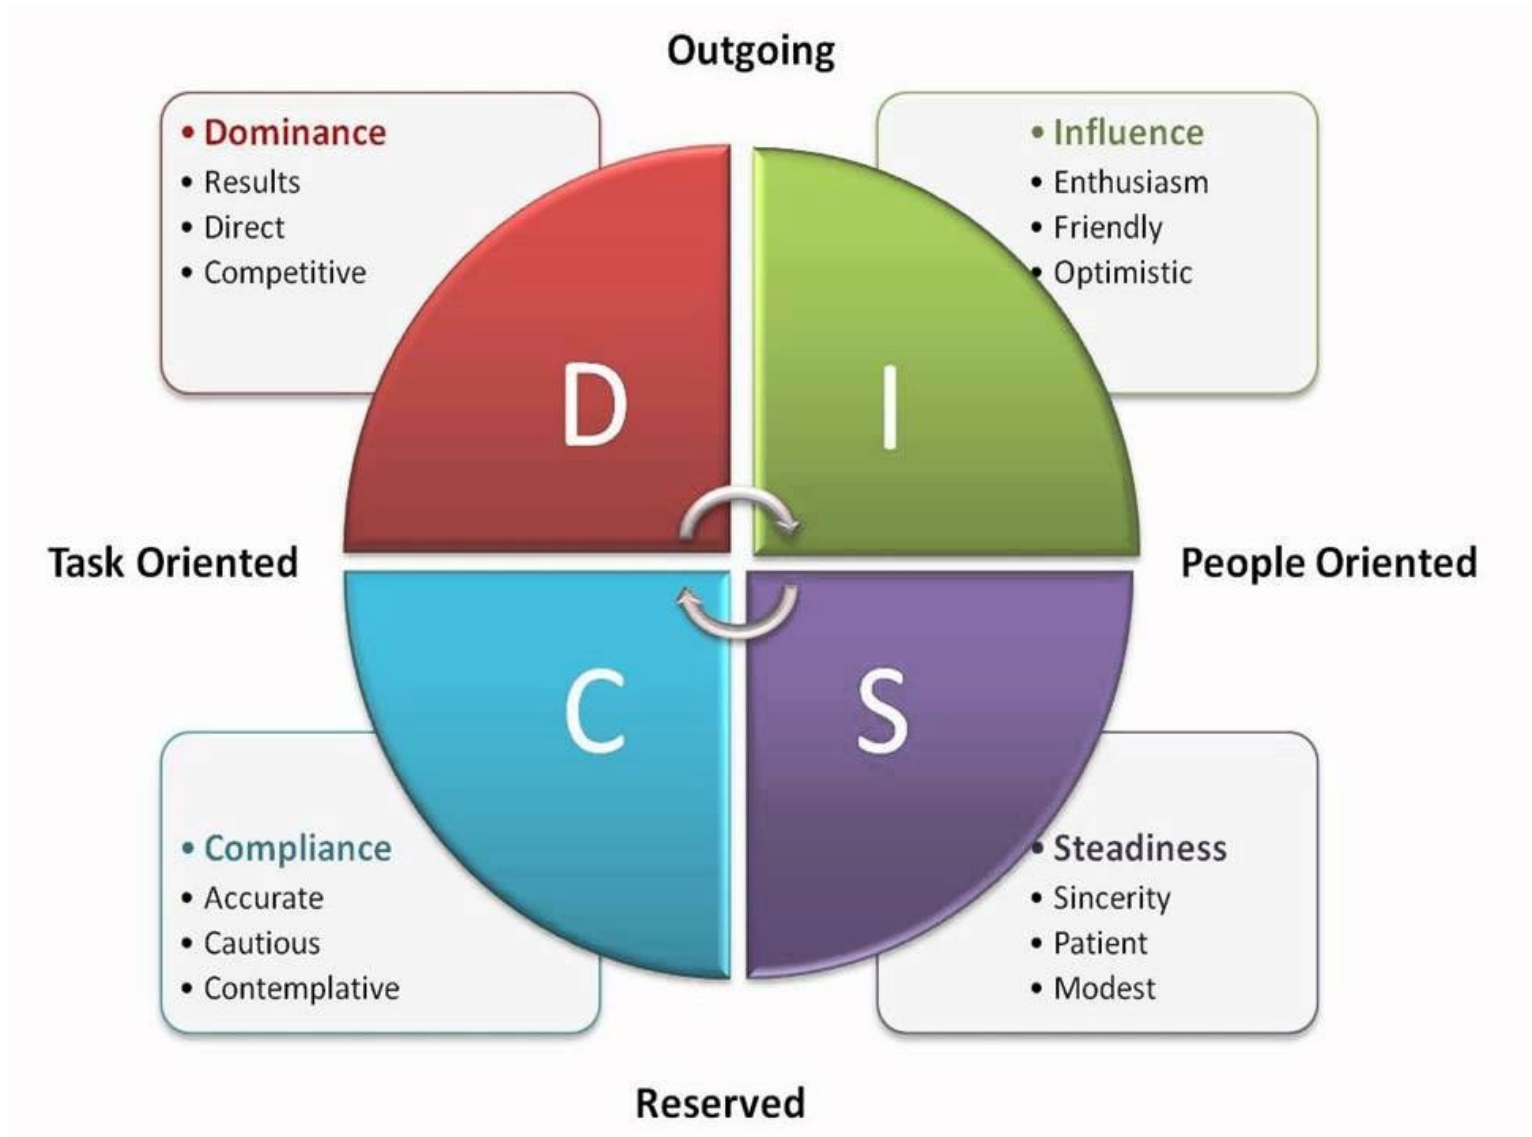 Outgoing
• Dominance
• Results
• Direct
• Competitive
• Influence
• Enthusiasm
• Friendly
• Optimistic
D
I
Task Oriented
People Oriented
C
S
• Compliance
• Accurate
• Cautious
• Contemplative
• Steadiness
• Sincerity
• Patient
• Modest
Reserved